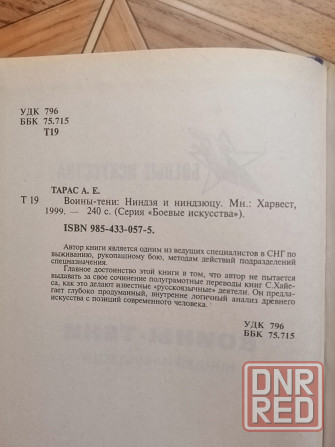 УДК 796
ББК 75.715
Т19
ТАРАС А. Е.
Т 19 Воины-тени: Ниндзя и ниндзюцу. Мн.: Харвест,
1999. — 240 с. (Серия «Боевые искусства»).
ISBN 985-433-057-5.
Автор книги является одним из ведущих специалистов в СНГ по
выживанию, рукопашному бою, методам действий подразделений
спецназначения.
Главное достоинство этой книги в том, что автор не пытается
выдавать за свое сочинение полуграмотные переводы книг С.Хайе-
са, как это делают известные «русскоязычные» деятели. Он предла-
гает глубоко продуманный, внутренне логичный анализ древнего
искусства с позиций современного человека.
УДК 796
ББК 75.715
DNR
RED